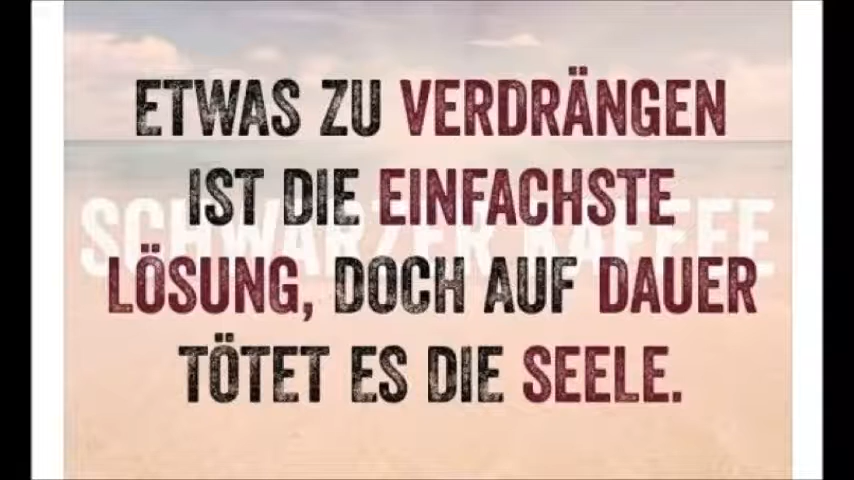 ETWAS ZU VERDRÄNGEN
IST DIE EINFACHSTE
SCHWARZER KAFFEE
LÖSUNG, DOCH AUF DAUER
TÖTET ES DIE SEELE.